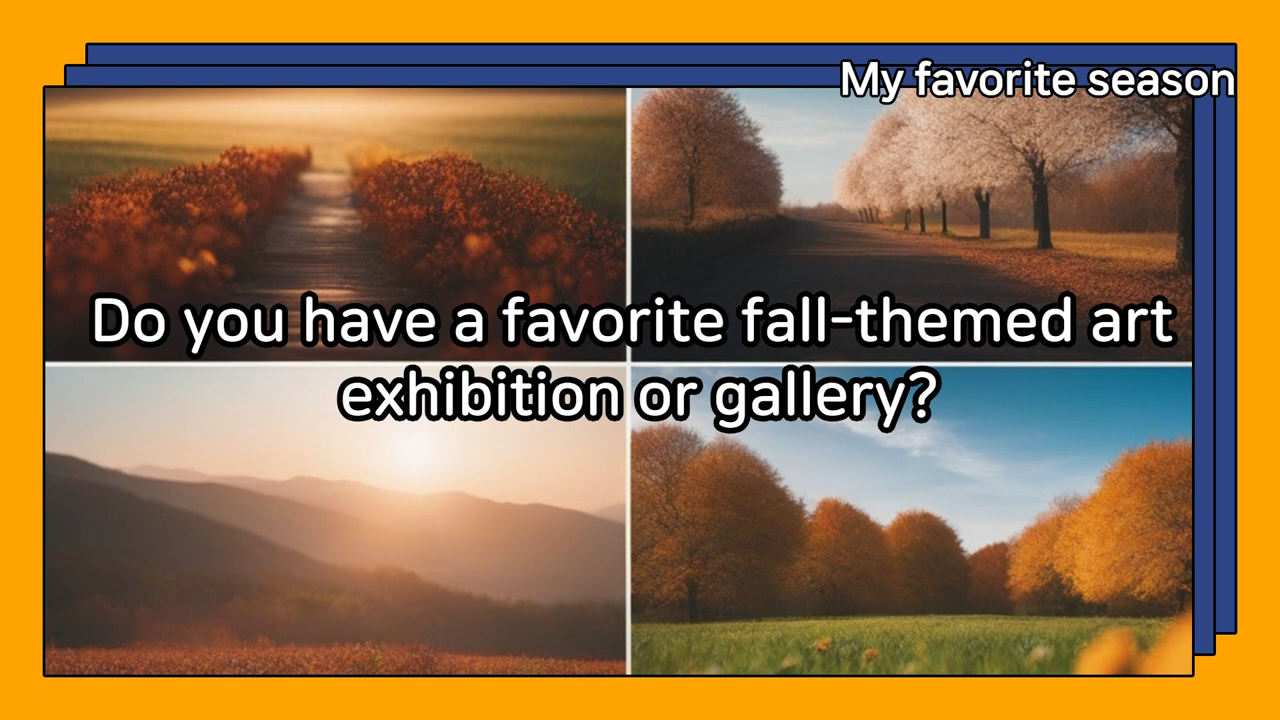 My favorite season
Do you have a favorite fall-themed art
exhibition or gallery?